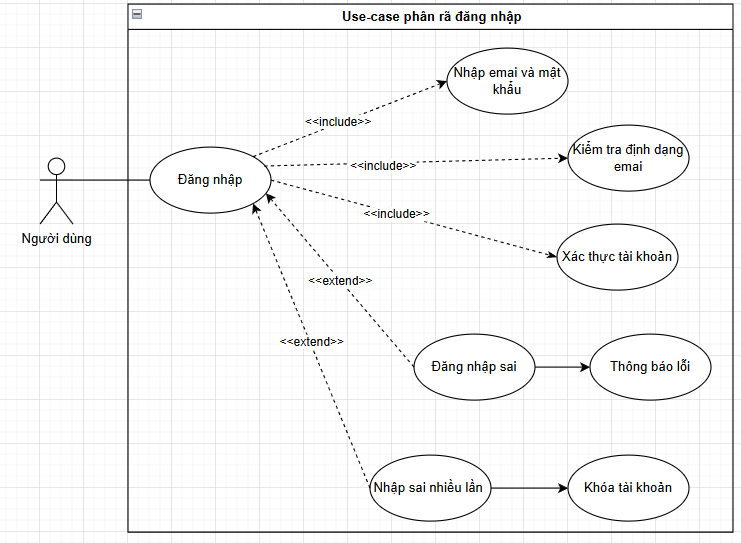 Use-case phân rã đăng nhập
Nhập emai và mật
khẩu
<<include>>
Kiểm tra định dạng
emai
<<include>>
Đăng nhập
<<include>>
Người dùng
Xác thực tài khoản
<<extend>>
<<extend>>
Đăng nhập sai
Thông báo lỗi
Nhập sai nhiều lần
Khóa tài khoản